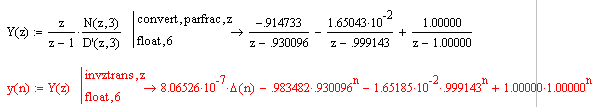 Y(z) := z/(z − 1) · N(z,3)/D'(z,3) | convert,parfrac,z float,6 → −.914733/(z − .930096) − 1.65043·10^-2/(z − .999143) + 1.00000/(z − 1.00000)
y(n) := Y(z) | invztrans,z float,6 → 8.06526·10^-7·Δ(n) − .983482·.930096^n − 1.65185·10^-2·.999143^n + 1.00000·1.00000^n